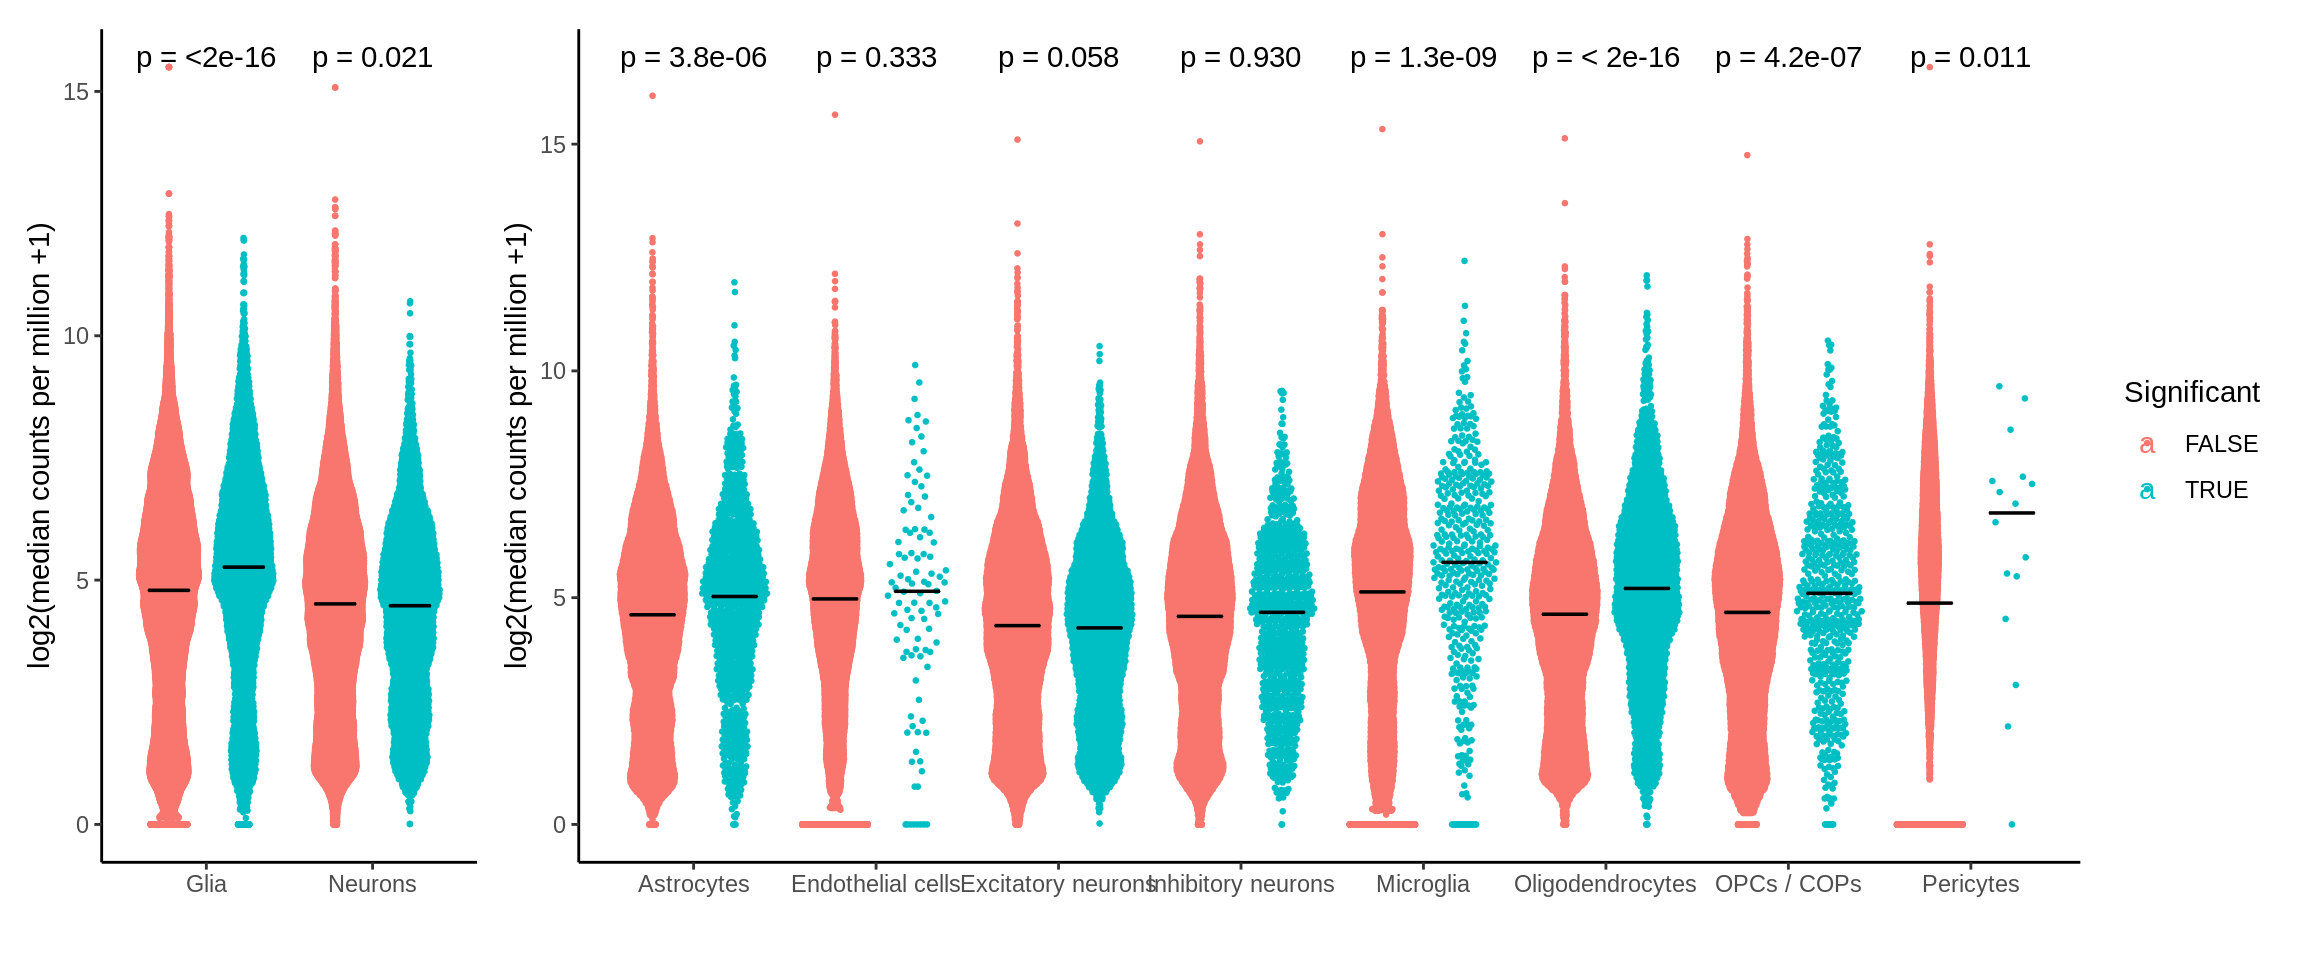 p = <2e-16 p = 0.021
15
10
5
0
log2(median counts per million +1)
Glia Neurons
p = 3.8e-06 p = 0.333 p = 0.058 p = 0.930 p = 1.3e-09 p = < 2e-16 p = 4.2e-07 p = 0.011
15
10
5
0
log2(median counts per million +1)
Astrocytes Endothelial cells Excitatory neurons Inhibitory neurons Microglia Oligodendrocytes OPCs / COPs Pericytes
Significant
a FALSE
a TRUE